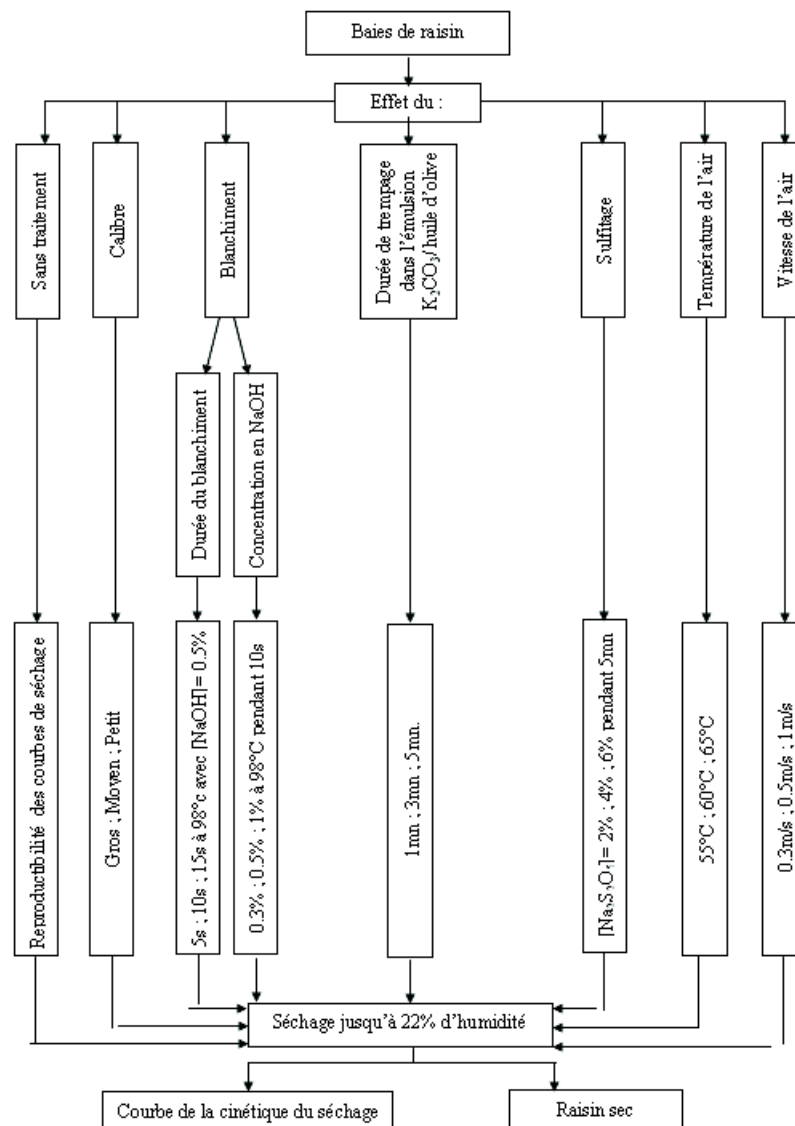 Baies de raisin
Effet du :
Sans traitement
Calibre
Blanchiment
Durée de trempage
dans l'émulsion
K₂CO₃/huile d'olive
Sulfitage
Température de l'air
Vitesse de l'air
Durée du blanchiment
Concentration en NaOH
Reproductibilité des courbes de séchage
Gros ; Moyen ; Petit
5s ; 10s ; 15s à 98°c avec [NaOH] = 0.5%
0.3% ; 0.5% ; 1% à 98°C pendant 10s
1mn ; 3mn ; 5mn.
[Na₂S₂O₅] = 2% ; 4% ; 6% pendant 5mn
55°C ; 60°C ; 65°C
0.3m/s ; 0.5m/s ; 1m/s
Séchage jusqu'à 22% d'humidité
Courbe de la cinétique du séchage
Raisin sec